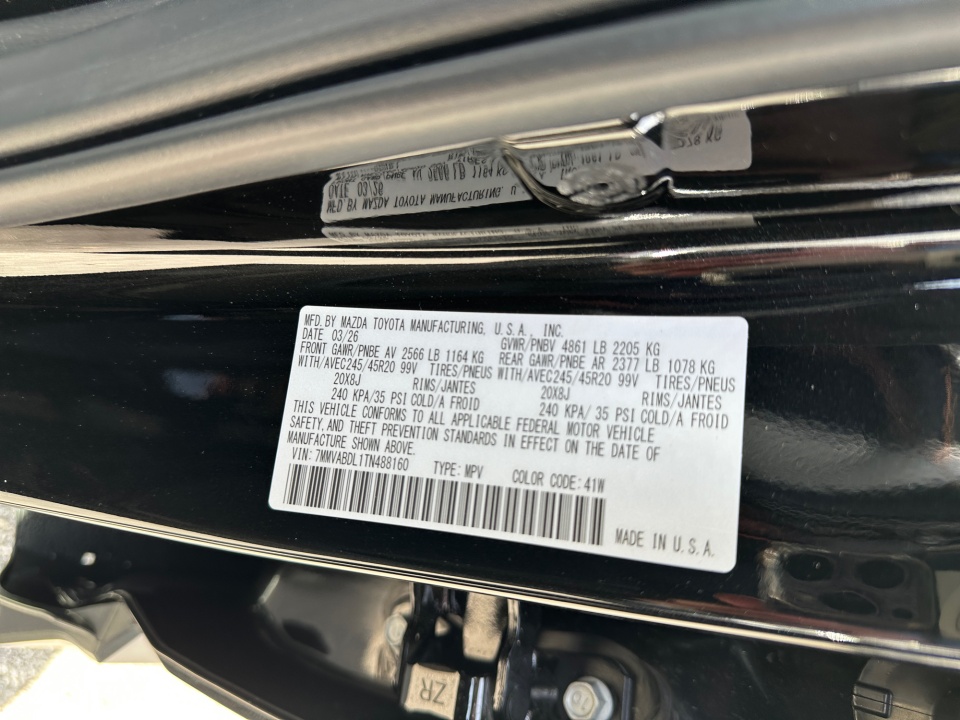 MFD. BY MAZDA TOYOTA MANUFACTURING, U.S.A., INC.
DATE 03/26 GVWR/PNBV 4861 LB 2205 KG
FRONT GAWR/PNBE AV 2566 LB 1164 KG REAR GAWR/PNBE AR 2377 LB 1078 KG
WITH/AVEC245/45R20 99V TIRES/PNEUS WITH/AVEC245/45R20 99V TIRES/PNEUS
20X8J RIMS/JANTES 20X8J RIMS/JANTES
240 KPA/35 PSI COLD/A FROID 240 KPA/ 35 PSI COLD/A FROID
THIS VEHICLE CONFORMS TO ALL APPLICABLE FEDERAL MOTOR VEHICLE
SAFETY, AND THEFT PREVENTION STANDARDS IN EFFECT ON THE DATE OF
MANUFACTURE SHOWN ABOVE.
VIN: 7MMVABDL1TN488160 TYPE: MPV COLOR CODE: 41W
MADE IN U.S.A.
ZR
10